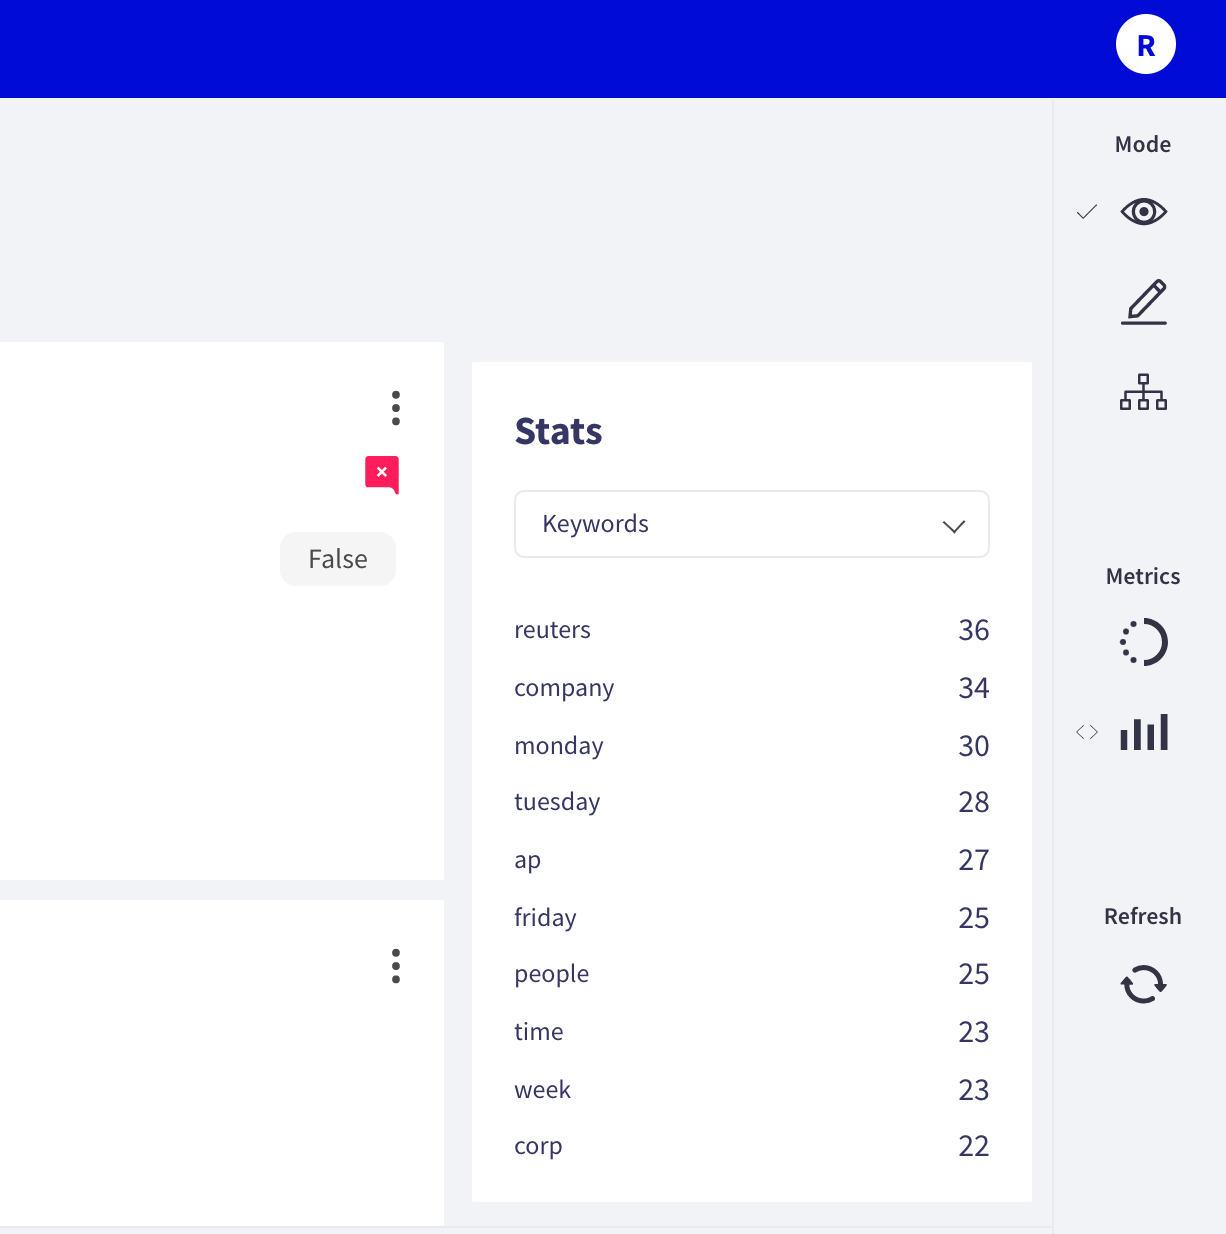 R
Mode
False
Stats
Keywords
reuters 36
company 34
monday 30
tuesday 28
ap 27
friday 25
people 25
time 23
week 23
corp 22
Metrics
Refresh